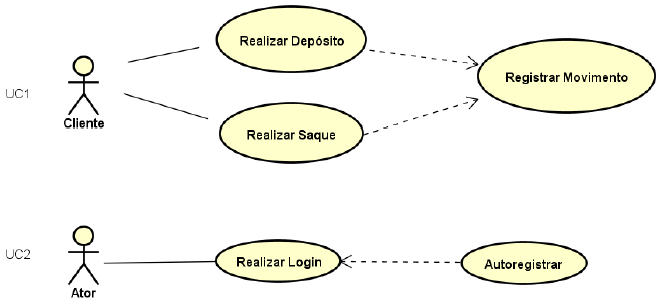 Realizar Depósito
Registrar Movimento
UC1
Cliente
Realizar Saque
UC2
Realizar Login
Autoregistrar
Ator